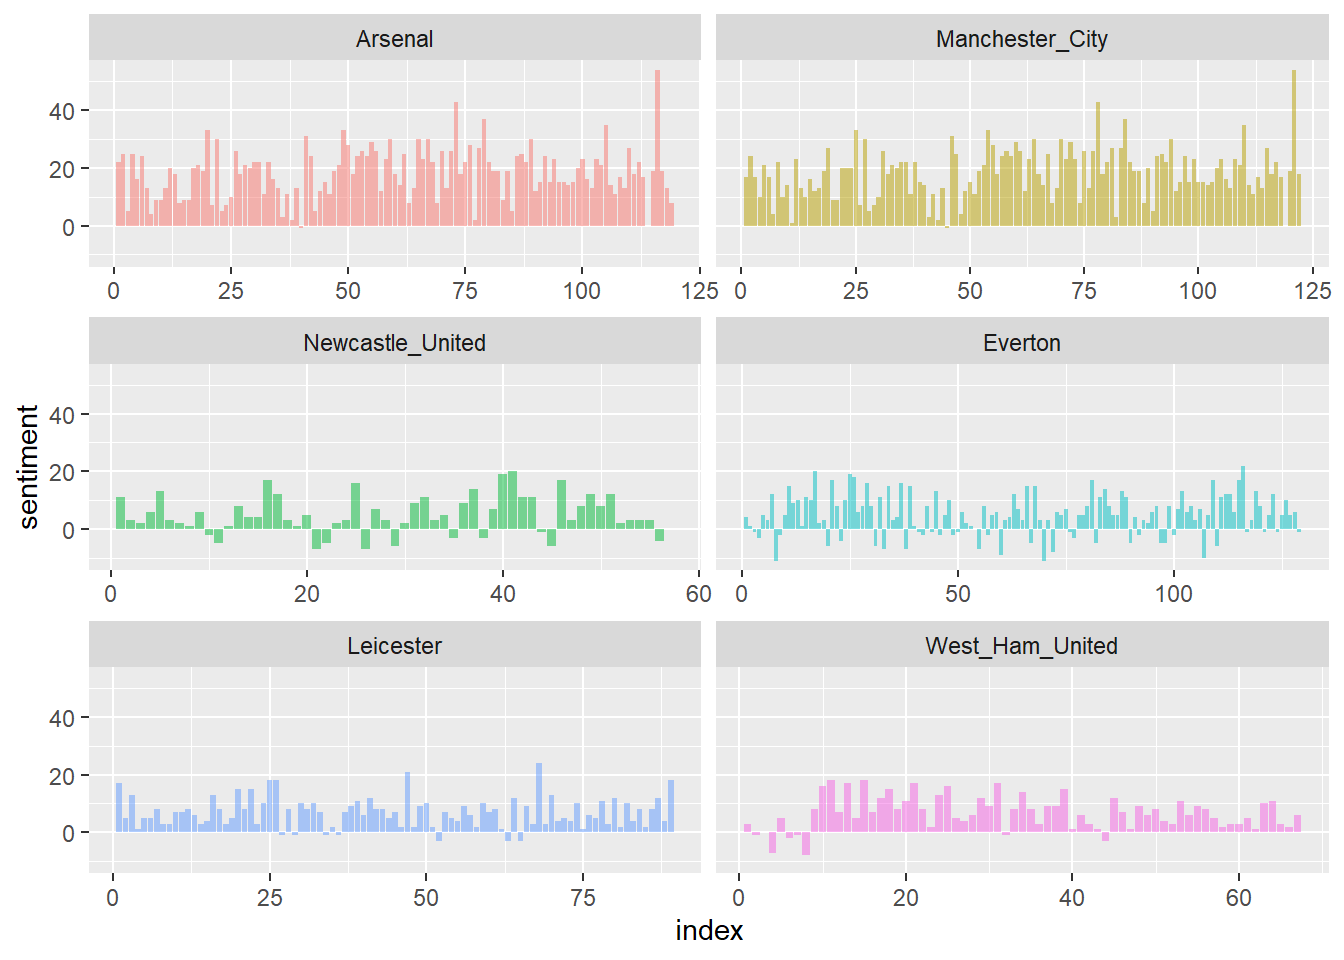 Arsenal
Manchester_City
40
20
0
0 25 50 75 100 125
0 25 50 75 100 125
Newcastle_United
Everton
sentiment
40
20
0
0 20 40 60
0 50 100
Leicester
West_Ham_United
40
20
0
0 25 50 75
0 20 40 60
index